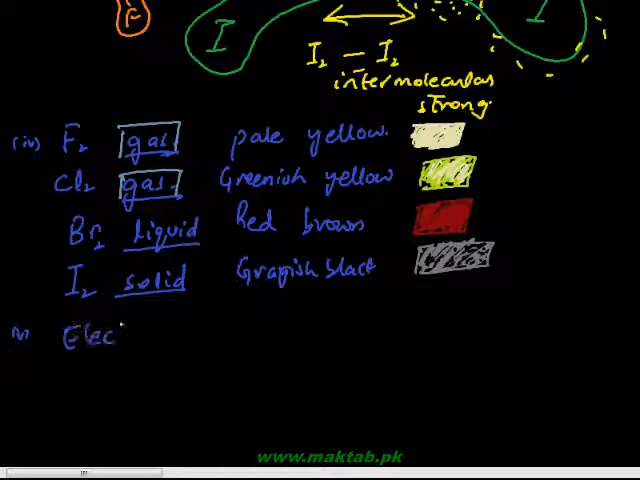 F
I
I
I₂ — I₂
intermolecular
strong.
(iv) F₂ gas pale yellow.
Cl₂ gas. Greenish yellow
Br₂ liquid Red brown
I₂ solid Grayish black
(v) Elec
www.maktab.pk